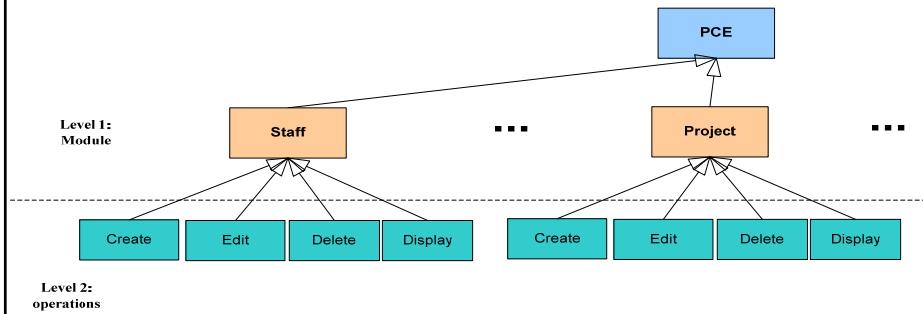 PCE
Level 1:
Module
Staff
...
Project
...
Create
Edit
Delete
Display
Create
Edit
Delete
Display
Level 2:
operations